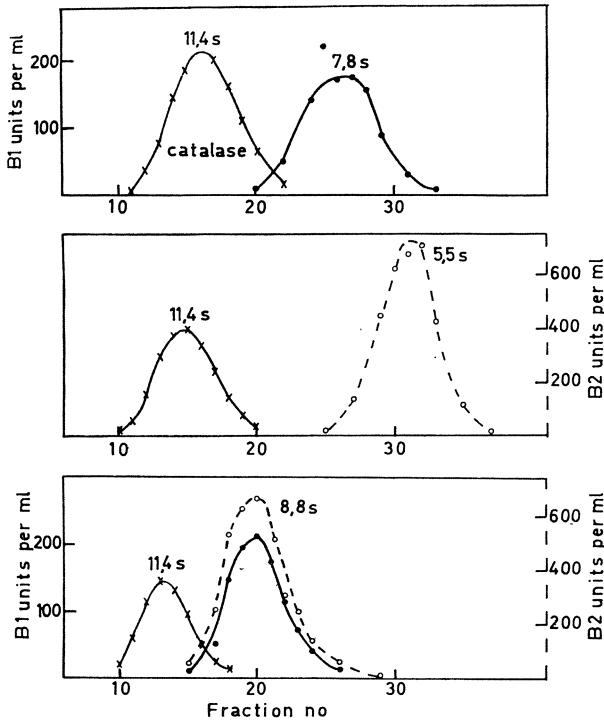 B1 units per ml
200
100
11,4 s
7,8 s
catalase
10
20
30
11,4 s
5,5 s
600
400
200
B2 units per ml
10
20
30
B1 units per ml
200
100
11,4 s
8,8 s
600
400
200
B2 units per ml
10
20
30
Fraction no